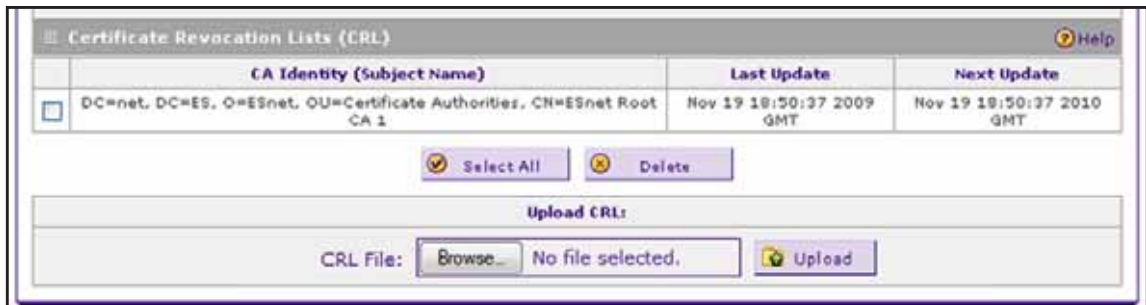 Certificate Revocation Lists (CRL)
Help
CA Identity (Subject Name)
Last Update
Next Update
DC=net, DC=ES, O=ESnet, OU=Certificate Authorities, CN=ESnet Root
CA 1
Nov 19 18:50:37 2009
GMT
Nov 19 18:50:37 2010
GMT
Select All
Delete
Upload CRL:
CRL File:
Browse...
No file selected.
Upload